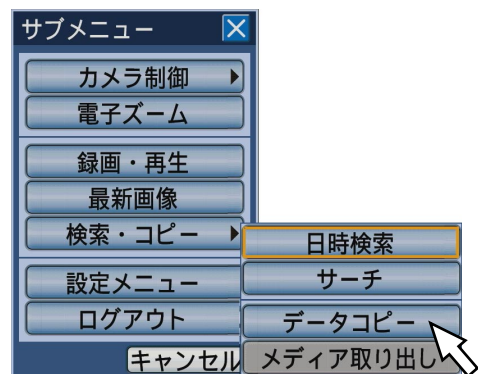 サブメニュー
カメラ制御
電子ズーム
録画・再生
最新画像
検索・コピー
日時検索
サーチ
設定メニュー
データコピー
ログアウト
メディア取り出し
キャンセル